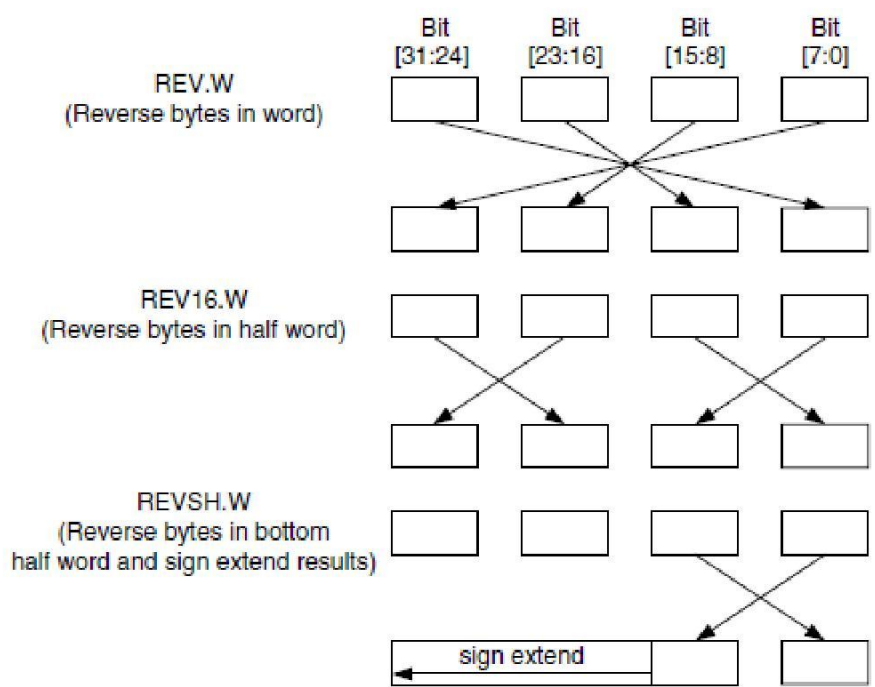 Bit Bit Bit Bit
[31:24] [23:16] [15:8] [7:0]
REV.W
(Reverse bytes in word)
REV16.W
(Reverse bytes in half word)
REVSH.W
(Reverse bytes in bottom
half word and sign extend results)
sign extend